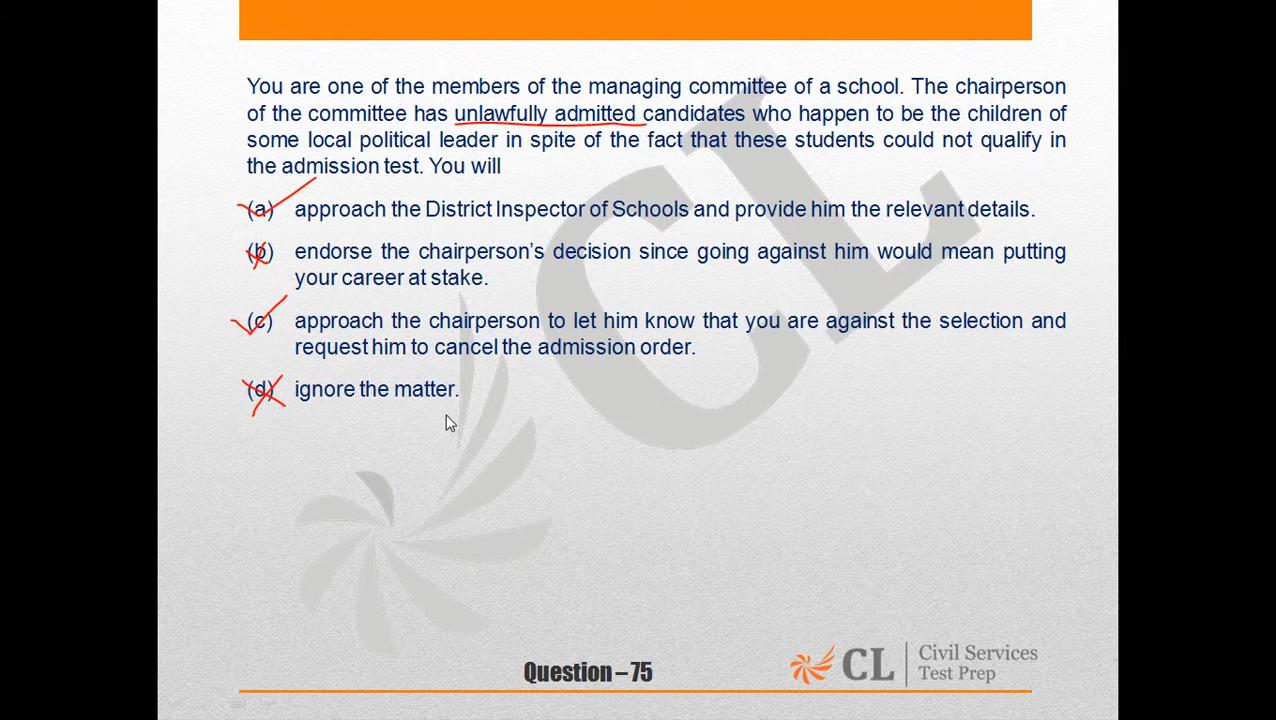 You are one of the members of the managing committee of a school. The chairperson
of the committee has unlawfully admitted candidates who happen to be the children of
some local political leader in spite of the fact that these students could not qualify in
the admission test. You will
(a) approach the District Inspector of Schools and provide him the relevant details.
(b) endorse the chairperson's decision since going against him would mean putting
your career at stake.
(c) approach the chairperson to let him know that you are against the selection and
request him to cancel the admission order.
(d) ignore the matter.
CL
Question – 75
CL
Civil Services
Test Prep